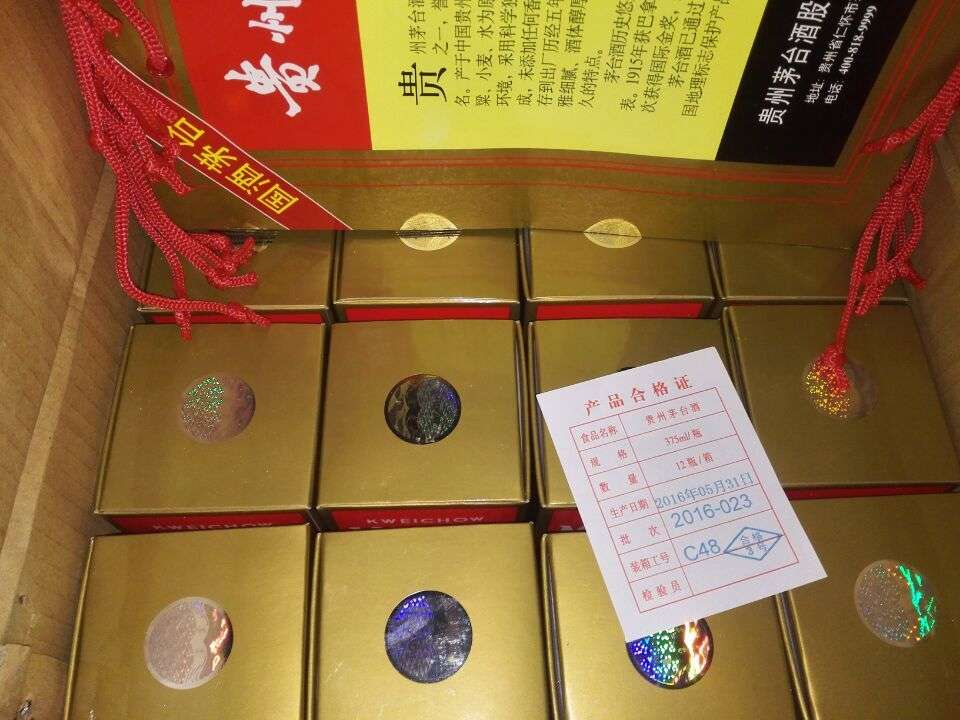 贵州
国酒茅台
贵 州茅台酒
之一，誉
名。产于中国贵州
粱、小麦、水为原
环境，采用科学独
成，未添加任何香
存到出厂历经五年
雅细腻、酒体醇厚
久的特点。
茅台酒历史悠
表。1915年获巴拿
次获得国际金奖，
茅台酒已通过
国地理标志保护产
贵州茅台酒股
地址：贵州省仁怀市
电话：400-818-9999
产品合格证
食品名称 贵州茅台酒
规 格 375ml/瓶
数 量 12瓶/箱
生产日期 2016年05月31日
批 次 2016-023
装箱工号 C48
检验员
合格
KWEICHOW
KWEICHOW